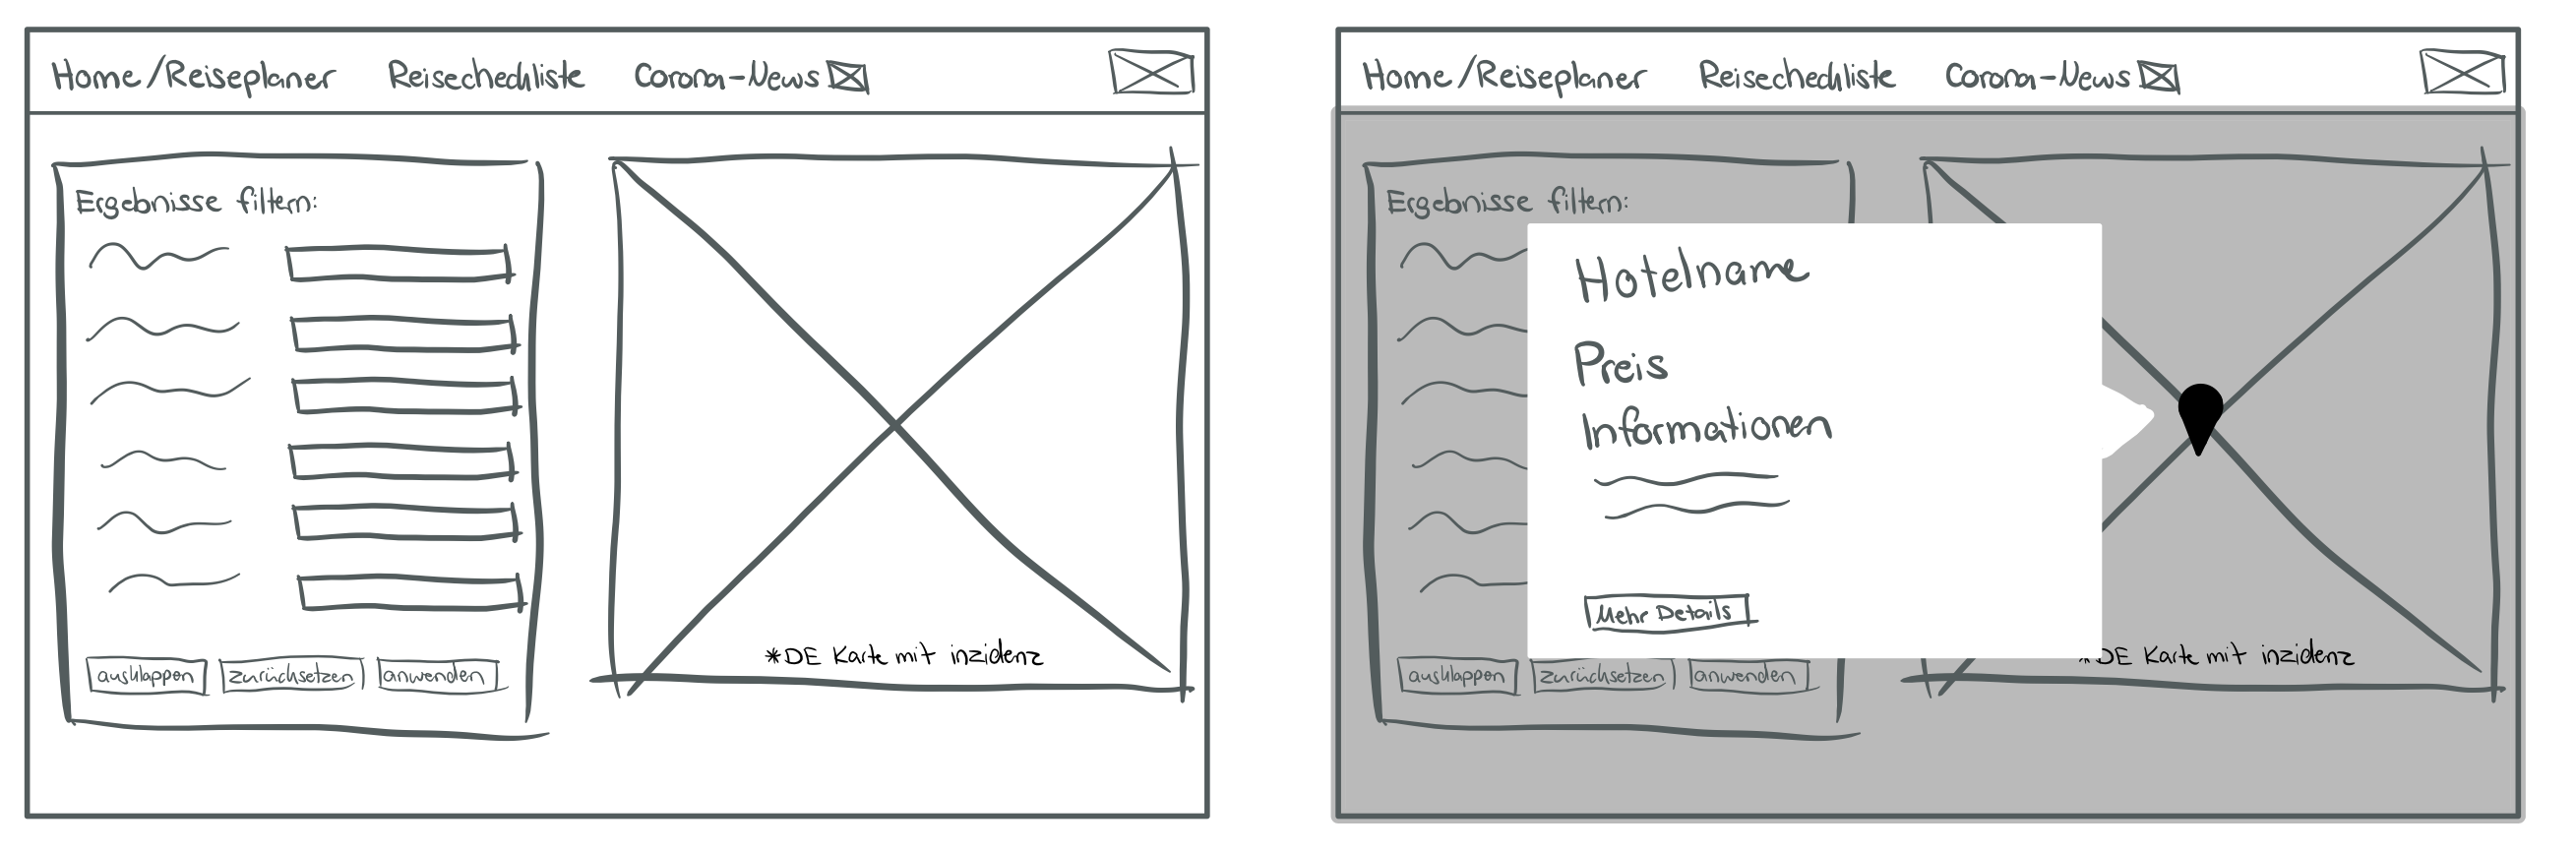 Home/Reiseplaner Reisecheckliste Corona-News
Ergebnisse filtern:
ausklappen zurücksetzen anwenden
*DE Karte mit inzidenz
Home/Reiseplaner Reisecheckliste Corona-News
Ergebnisse filtern:
Hotelname
Preis
Informationen
Mehr Details
ausklappen zurücksetzen anwenden
*DE Karte mit inzidenz